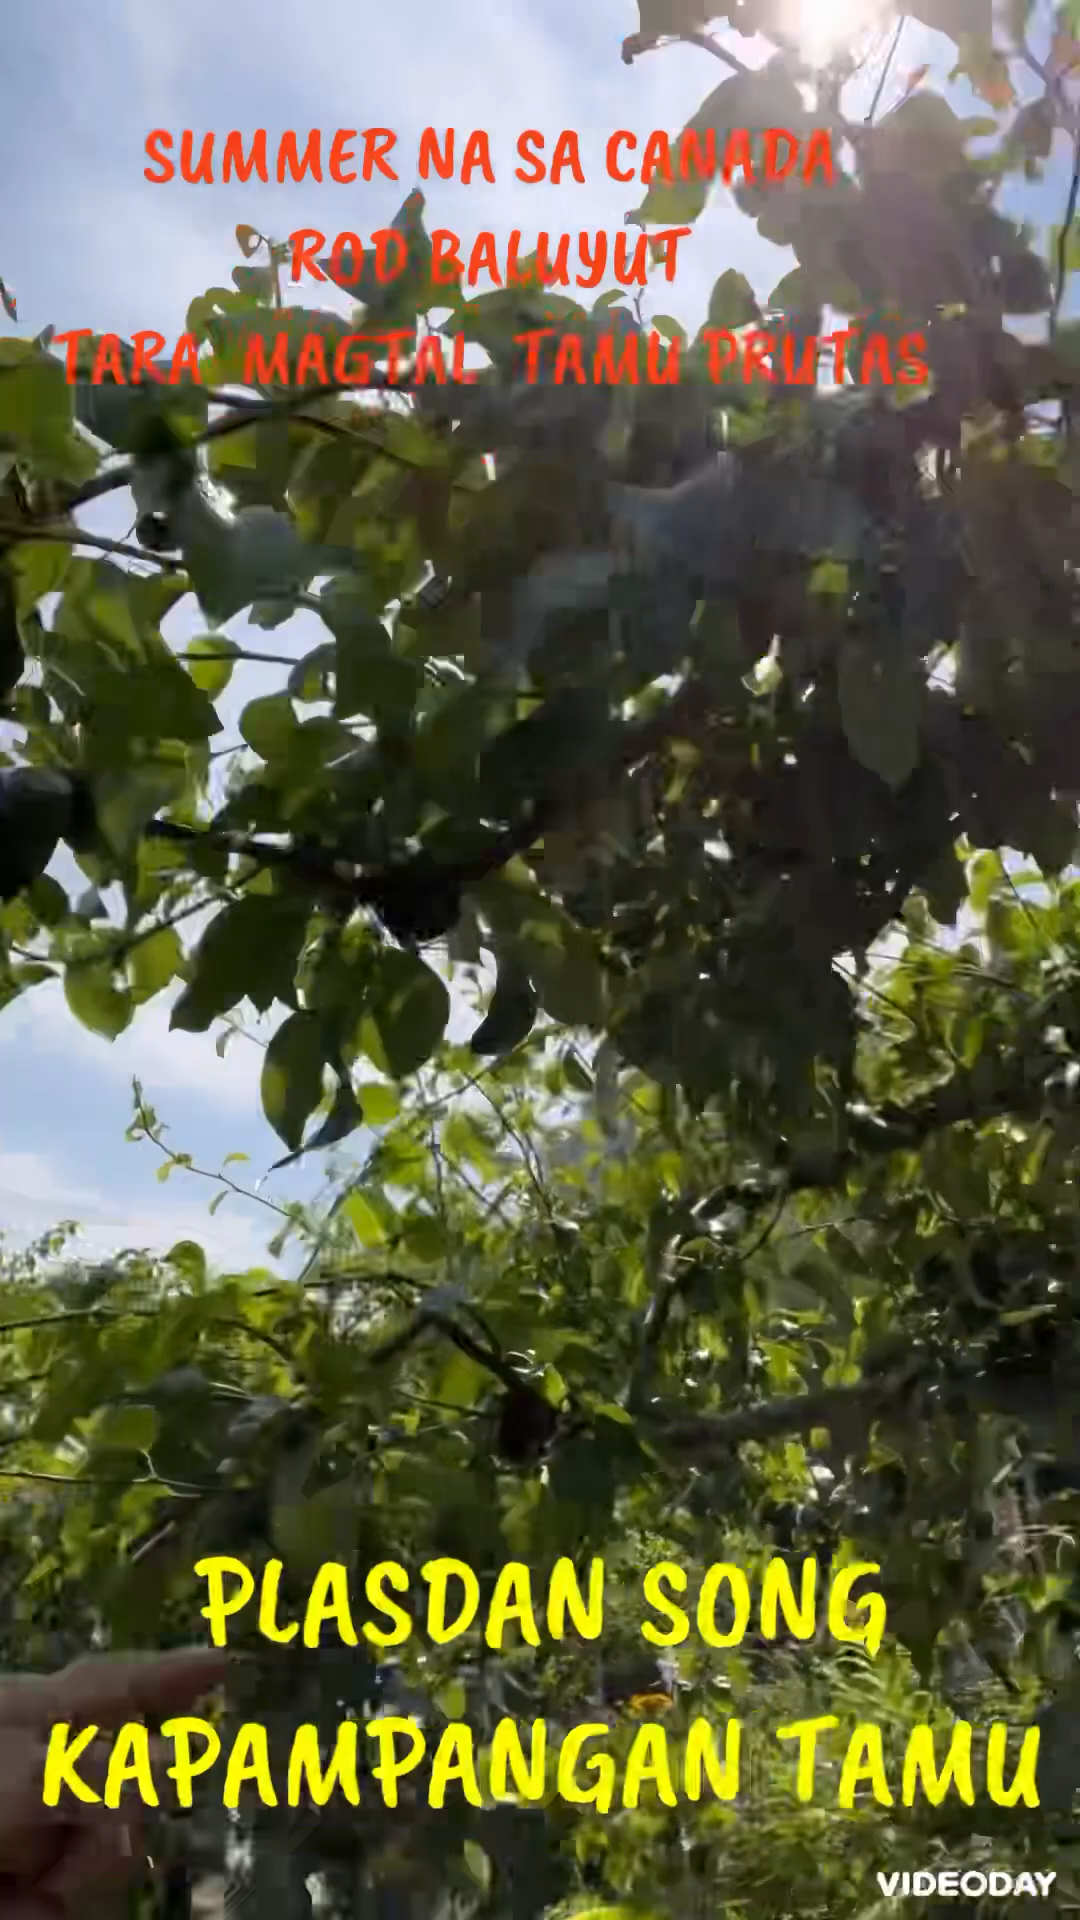 SUMMER NA SA CANADA
ROD BALUYUT
TARA MAGTAL TAMU PRUTAS
PLASDAN SONG
KAPAMPANGAN TAMU
VIDEODAY